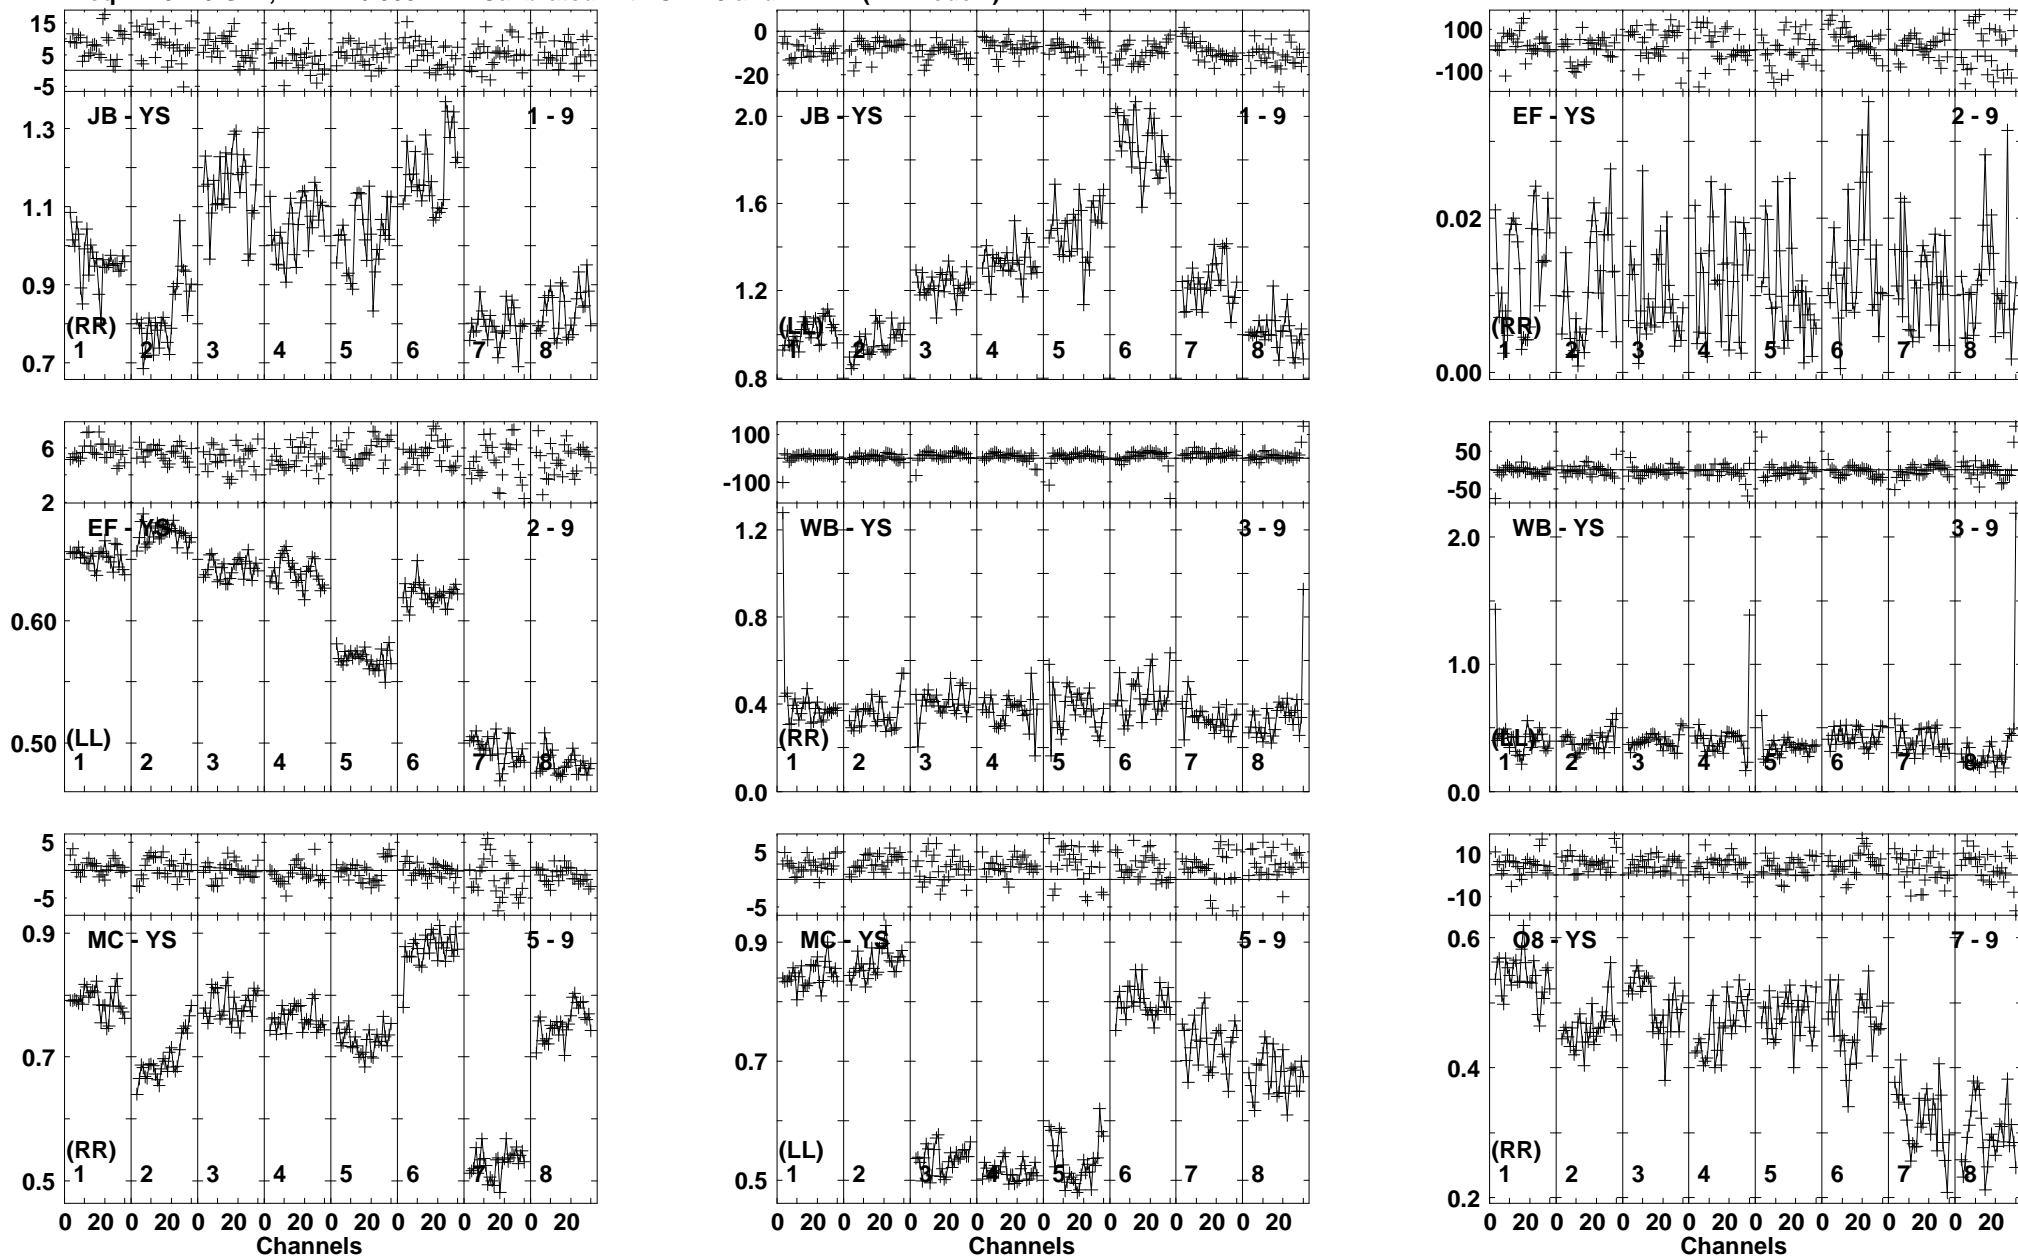 15 5 -5
JB - YS 1 - 9
1.3 1.1 0.9 0.7
(RR)
1 2 3 4 5 6 7 8
0 -20
JB - YS 1 - 9
2.0 1.6 1.2 0.8
(LL)
1 2 3 4 5 6 7 8
100 -100
EF - YS 2 - 9
0.02 0.00
(RR)
1 2 3 4 5 6 7 8
6 2
2
EF - YS 2 - 9
0.60 0.50
(LL)
1 2 3 4 5 6 7 8
100 -100
WB - YS 3 - 9
1.2 0.8 0.4 0.0
(RR)
1 2 3 4 5 6 7 8
50 -50
WB - YS 3 - 9
2.0 1.0 0.0
(LL)
1 2 3 4 5 6 7 8
5 -5
MC - YS 5 - 9
0.9 0.7 0.5
(RR)
1 2 3 4 5 6 7 8
0 20 0 20 0 20 0 20 0 20 0 20 0 20 0 20
Channels
5 -5
MC - YS 5 - 9
0.9 0.7 0.5
(LL)
1 2 3 4 5 6 7 8
0 20 0 20 0 20 0 20 0 20 0 20 0 20 0 20
Channels
10 -10
O8 - YS 7 - 9
0.6 0.4 0.2
(RR)
1 2 3 4 5 6 7 8
0 20 0 20 0 20 0 20 0 20 0 20 0 20 0 20
Channels